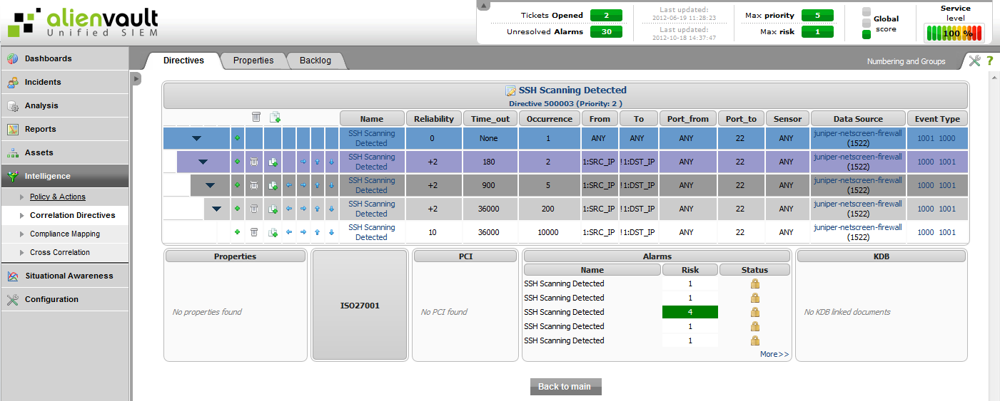 alienvault
Unified SIEM
Tickets Opened 2
Unresolved Alarms 30
Last updated:
2012-06-19 11:28:23
Last updated:
2012-10-18 14:37:47
Max priority 5
Max risk 1
Global
score
Service
level
100 %
Dashboards
Incidents
Analysis
Reports
Assets
Intelligence
Policy & Actions
Correlation Directives
Compliance Mapping
Cross Correlation
Situational Awareness
Configuration
Directives Properties Backlog
Numbering and Groups ?
SSH Scanning Detected
Directive 500003 (Priority: 2 )
Name Reliability Time_out Occurrence From To Port_from Port_to Sensor Data Source Event Type
SSH Scanning
Detected
0 None 1 ANY ANY ANY 22 ANY
juniper-netscreen-firewall
(1522)
1001 1000
SSH Scanning
Detected
+2 180 2 1:SRC_IP !1:DST_IP ANY 22 ANY
juniper-netscreen-firewall
(1522)
1000 1001
SSH Scanning
Detected
+2 900 5 1:SRC_IP !1:DST_IP ANY 22 ANY
juniper-netscreen-firewall
(1522)
1000 1001
SSH Scanning
Detected
+2 36000 200 1:SRC_IP !1:DST_IP ANY 22 ANY
juniper-netscreen-firewall
(1522)
1000 1001
SSH Scanning
Detected
10 36000 10000 1:SRC_IP !1:DST_IP ANY 22 ANY
juniper-netscreen-firewall
(1522)
1000 1001
Properties
No properties found
ISO27001
PCI
No PCI found
Alarms
Name Risk Status
SSH Scanning Detected 1
SSH Scanning Detected 1
SSH Scanning Detected 4
SSH Scanning Detected 1
SSH Scanning Detected 1
More>>
KDB
No KDB linked documents
Back to main